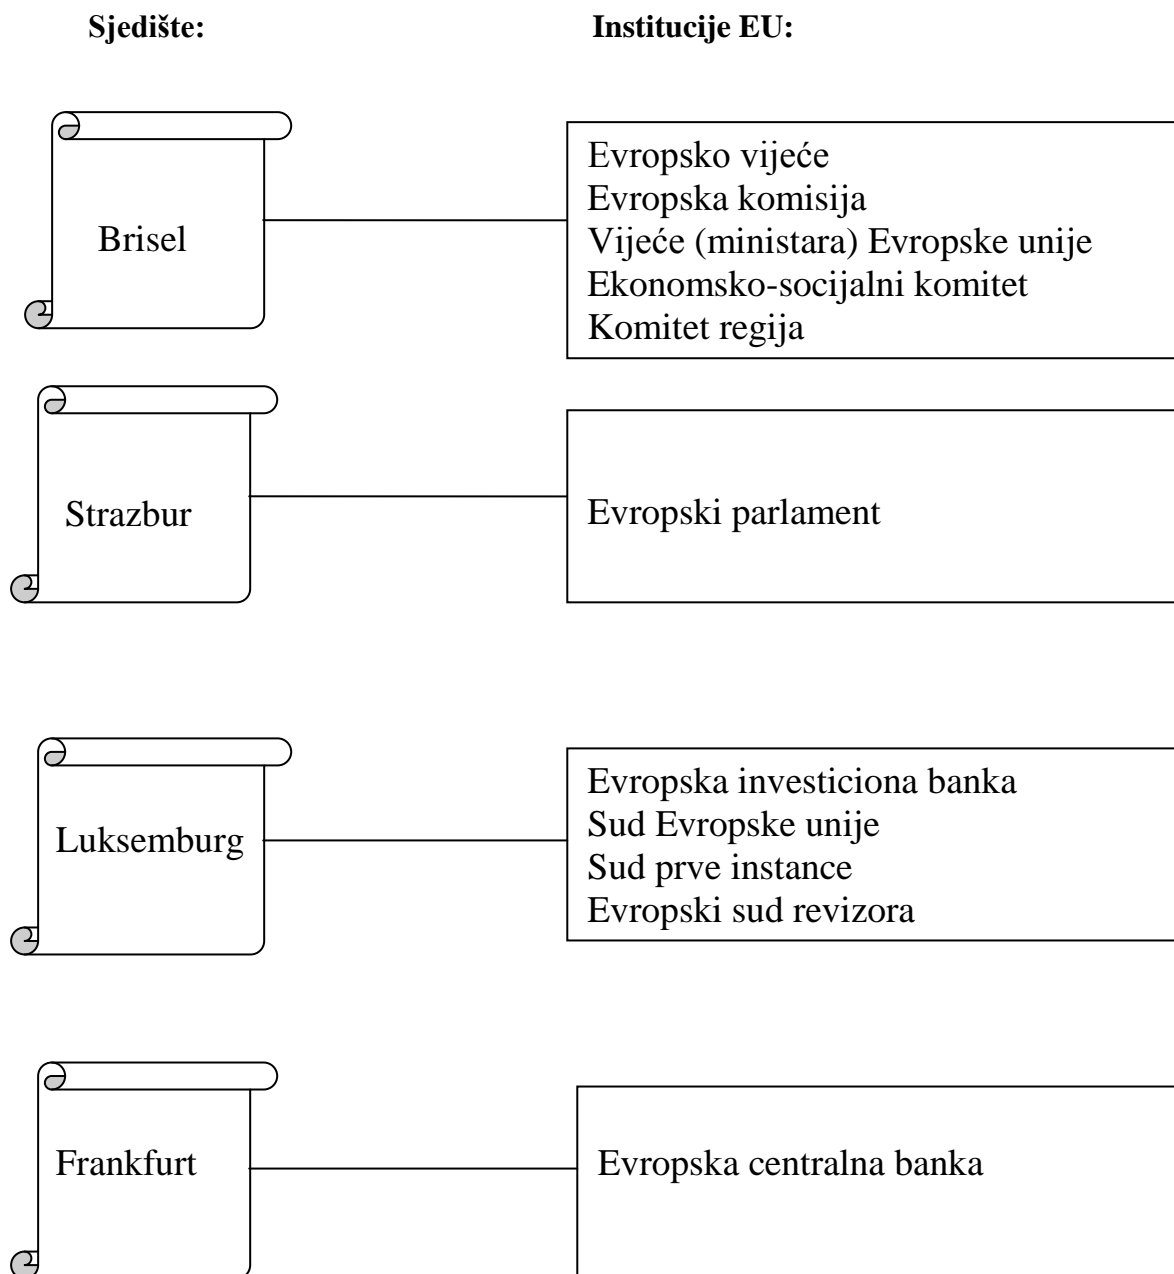 Sjedište:
Institucije EU:
Brisel
Evropsko vijeće
Evropska komisija
Vijeće (ministara) Evropske unije
Ekonomsko-socijalni komitet
Komitet regija
Strazbur
Evropski parlament
Luksemburg
Evropska investiciona banka
Sud Evropske unije
Sud prve instance
Evropski sud revizora
Frankfurt
Evropska centralna banka